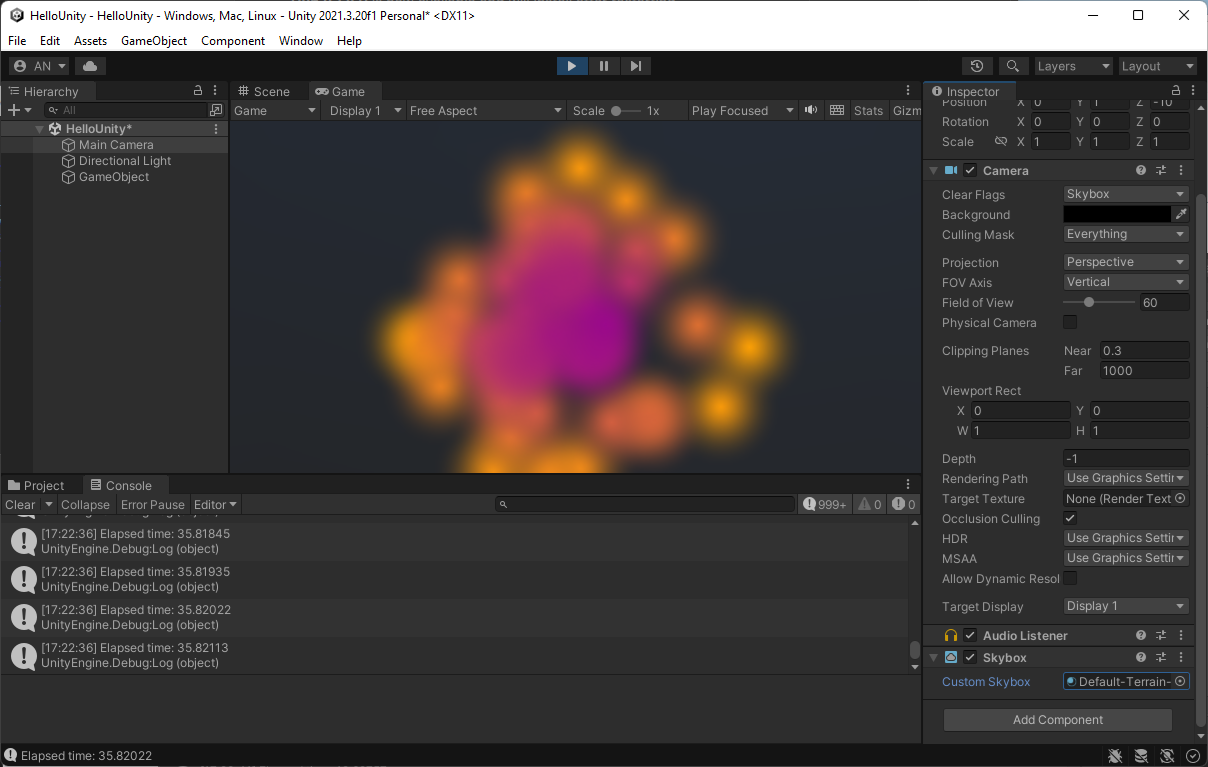 HelloUnity - HelloUnity - Windows, Mac, Linux - Unity 2021.3.20f1 Personal* <DX11>
File Edit Assets GameObject Component Window Help
AN Layers Layout
Hierarchy
All
HelloUnity*
Main Camera
Directional Light
GameObject
Scene Game
Game Display 1 Free Aspect Scale 1x Play Focused Stats Gizm
Inspector
Position X 0 Y 1 Z -10
Rotation X 0 Y 0 Z 0
Scale X 1 Y 1 Z 1
Camera
Clear Flags Skybox
Background
Culling Mask Everything
Projection Perspective
FOV Axis Vertical
Field of View 60
Physical Camera
Clipping Planes Near 0.3
Far 1000
Viewport Rect
X 0 Y 0
W 1 H 1
Depth -1
Rendering Path Use Graphics Settin
Target Texture None (Render Text
Occlusion Culling
HDR Use Graphics Settin
MSAA Use Graphics Settin
Allow Dynamic Resol
Target Display Display 1
Audio Listener
Skybox
Custom Skybox Default-Terrain-
Add Component
Project Console
Clear Collapse Error Pause Editor 999+ 0 0
[17:22:36] Elapsed time: 35.81845
UnityEngine.Debug:Log (object)
[17:22:36] Elapsed time: 35.81935
UnityEngine.Debug:Log (object)
[17:22:36] Elapsed time: 35.82022
UnityEngine.Debug:Log (object)
[17:22:36] Elapsed time: 35.82113
UnityEngine.Debug:Log (object)
Elapsed time: 35.82022